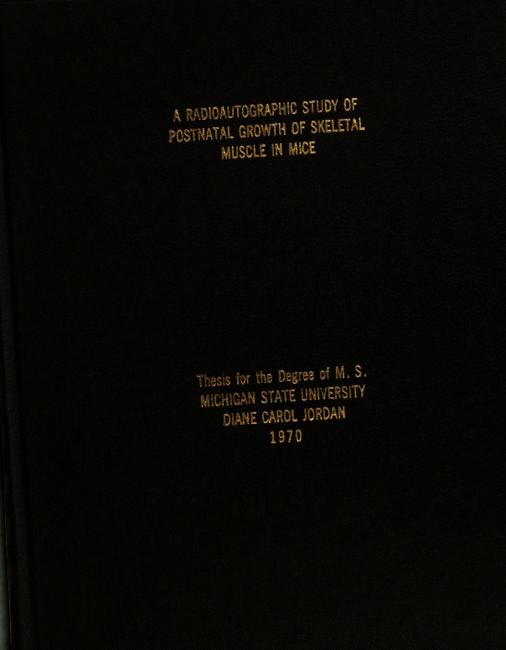 A RADIOAUTOGRAPHIC STUDY OF
POSTNATAL GROWTH OF SKELETAL
MUSCLE IN MICE
Thesis for the Degree of M. S.
MICHIGAN STATE UNIVERSITY
DIANE CAROL JORDAN
1970